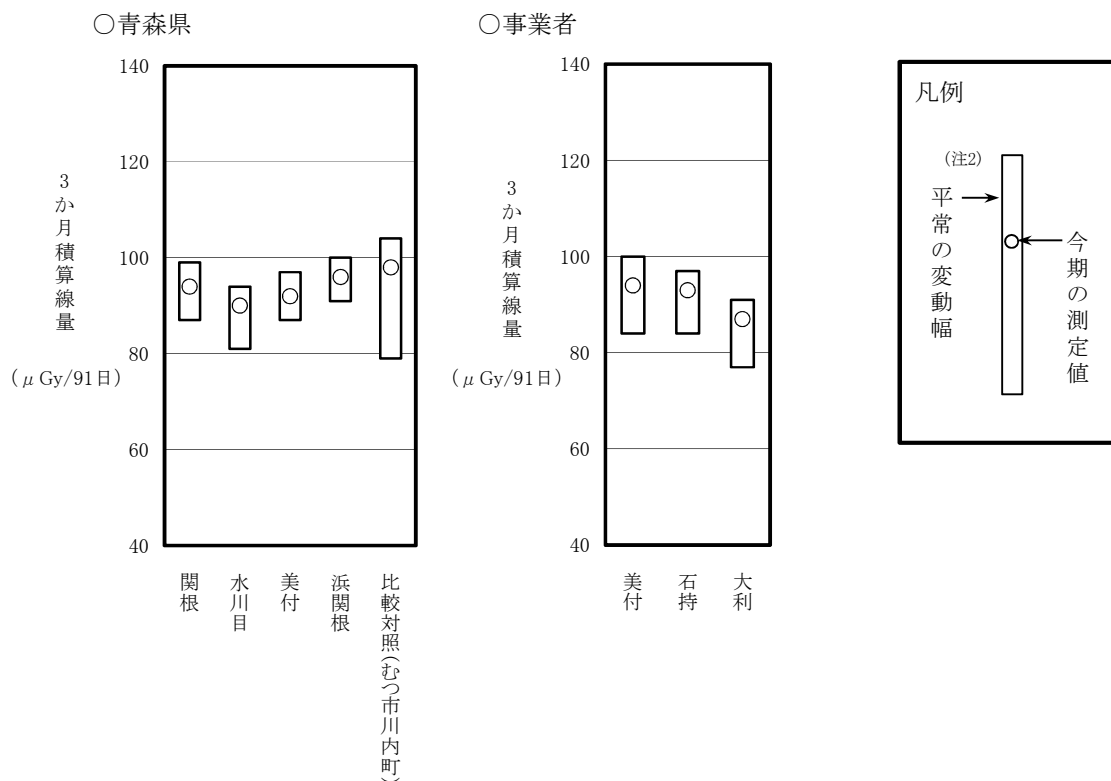 ○青森県
140
120
100
80
60
40
3か月積算線量
(μGy/91日)
関根
水川目
美付
浜関根
比較対照(むつ市川内町)
○事業者
140
120
100
80
60
40
3か月積算線量
(μGy/91日)
美付
石持
大利
凡例
(注2)
平常の変動幅
今期の測定値